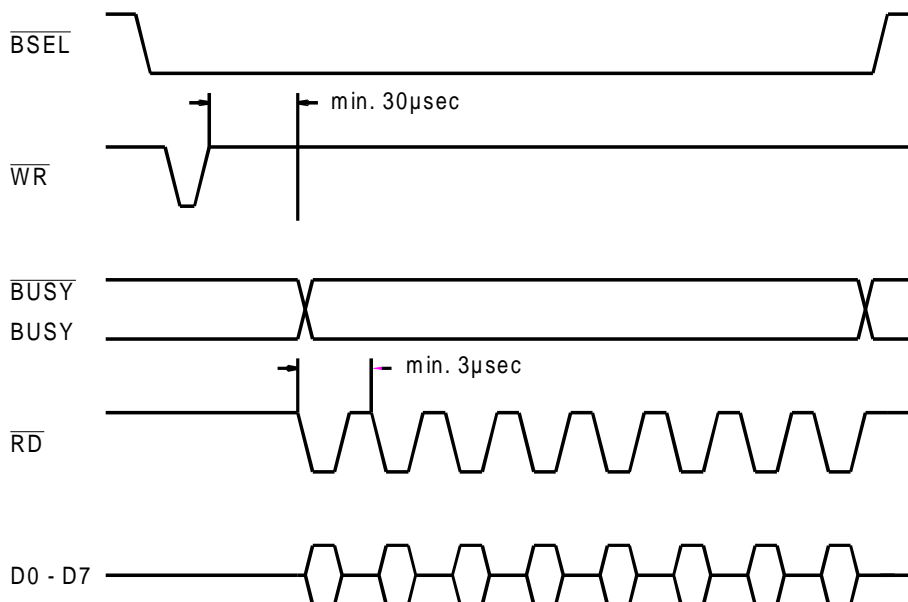 BSEL
min. 30µsec
WR
BUSY
BUSY
min. 3µsec
RD
D0 - D7